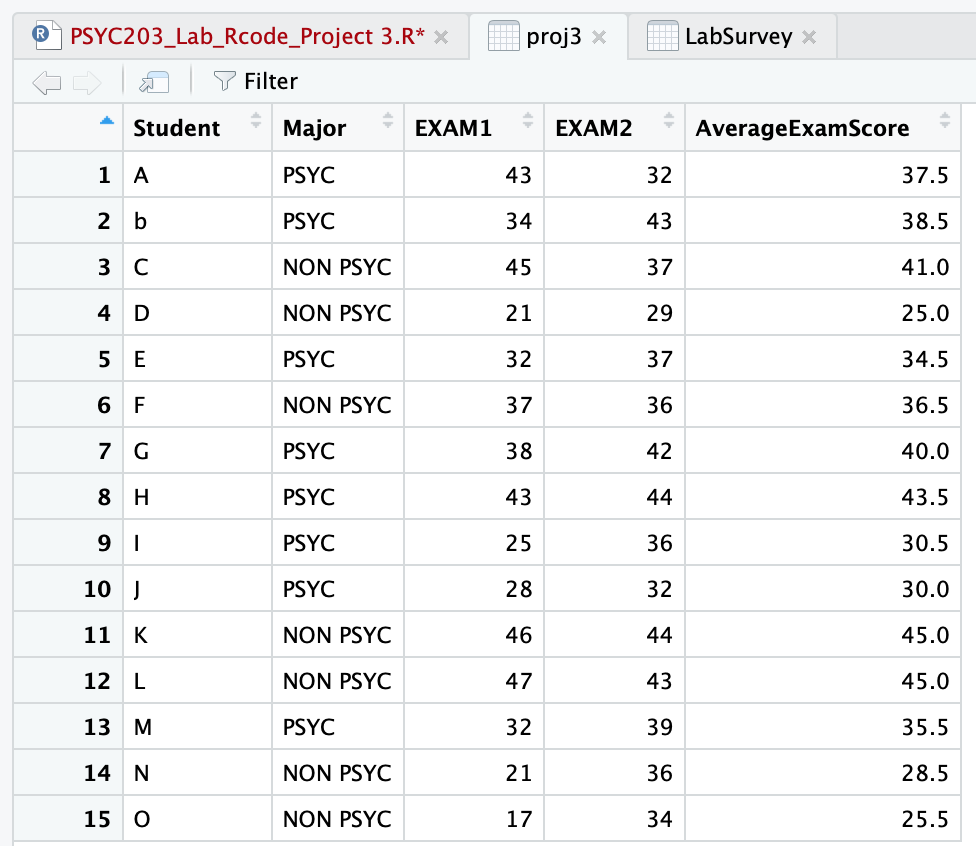 R PSYC203_Lab_Rcode_Project 3.R* proj3 LabSurvey
Filter
Student Major EXAM1 EXAM2 AverageExamScore
1 A PSYC 43 32 37.5
2 b PSYC 34 43 38.5
3 C NON PSYC 45 37 41.0
4 D NON PSYC 21 29 25.0
5 E PSYC 32 37 34.5
6 F NON PSYC 37 36 36.5
7 G PSYC 38 42 40.0
8 H PSYC 43 44 43.5
9 I PSYC 25 36 30.5
10 J PSYC 28 32 30.0
11 K NON PSYC 46 44 45.0
12 L NON PSYC 47 43 45.0
13 M PSYC 32 39 35.5
14 N NON PSYC 21 36 28.5
15 O NON PSYC 17 34 25.5